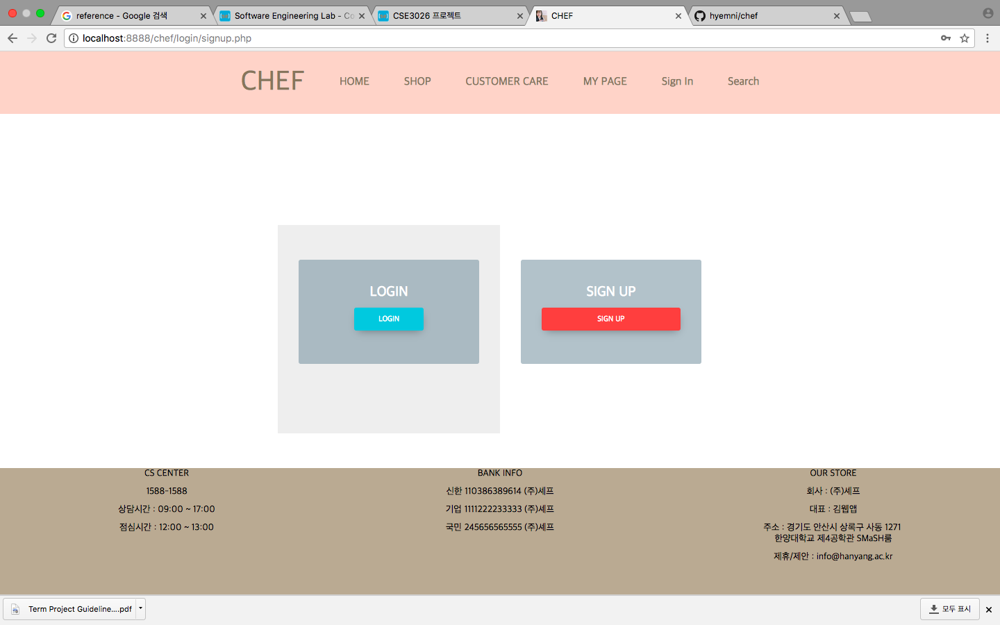 reference - Google 검색
Software Engineering Lab - Co
CSE3026 프로젝트
CHEF
hyemni/chef
localhost:8888/chef/login/signup.php
CHEF
HOME
SHOP
CUSTOMER CARE
MY PAGE
Sign In
Search
LOGIN
LOGIN
SIGN UP
SIGN UP
CS CENTER
1588-1588
상담시간 : 09:00 ~ 17:00
점심시간 : 12:00 ~ 13:00
BANK INFO
신한 110386389614 (주)셰프
기업 1111222233333 (주)셰프
국민 245656565555 (주)셰프
OUR STORE
회사 : (주)셰프
대표 : 김웹앱
주소 : 경기도 안산시 상록구 사동 1271
한양대학교 제4공학관 SMaSH룸
제휴/제안 : info@hanyang.ac.kr
Term Project Guideline....pdf
모두 표시